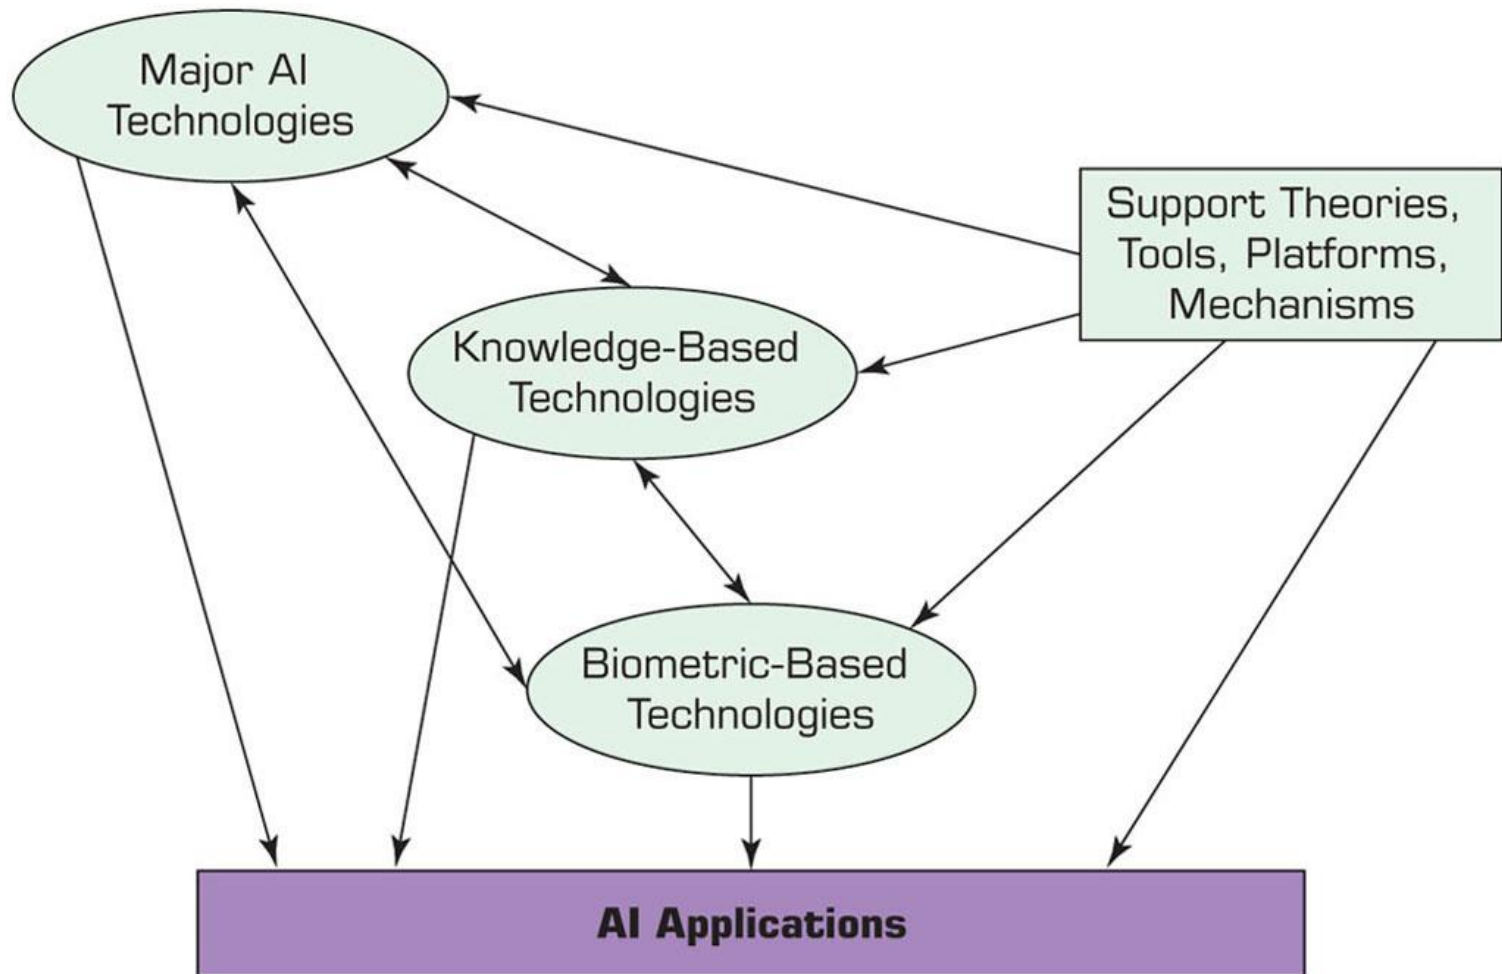 Major AI
Technologies
Support Theories,
Tools, Platforms,
Mechanisms
Knowledge-Based
Technologies
Biometric-Based
Technologies
AI Applications